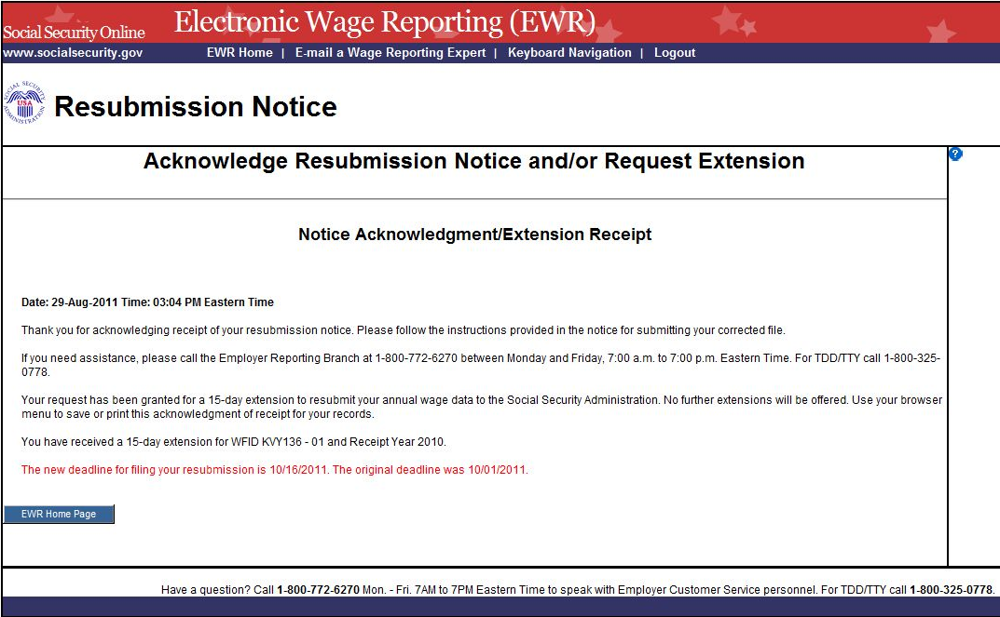 Social Security Online
Electronic Wage Reporting (EWR)
www.socialsecurity.gov
EWR Home | E-mail a Wage Reporting Expert | Keyboard Navigation | Logout
SOCIAL SECURITY ADMINISTRATION
USA
Resubmission Notice
Acknowledge Resubmission Notice and/or Request Extension
?
Notice Acknowledgment/Extension Receipt
Date: 29-Aug-2011 Time: 03:04 PM Eastern Time
Thank you for acknowledging receipt of your resubmission notice. Please follow the instructions provided in the notice for submitting your corrected file.
If you need assistance, please call the Employer Reporting Branch at 1-800-772-6270 between Monday and Friday, 7:00 a.m. to 7:00 p.m. Eastern Time. For TDD/TTY call 1-800-325-
0778.
Your request has been granted for a 15-day extension to resubmit your annual wage data to the Social Security Administration. No further extensions will be offered. Use your browser
menu to save or print this acknowledgment of receipt for your records.
You have received a 15-day extension for WFID KVY136 - 01 and Receipt Year 2010.
The new deadline for filing your resubmission is 10/16/2011. The original deadline was 10/01/2011.
EWR Home Page
Have a question? Call 1-800-772-6270 Mon. - Fri. 7AM to 7PM Eastern Time to speak with Employer Customer Service personnel. For TDD/TTY call 1-800-325-0778.